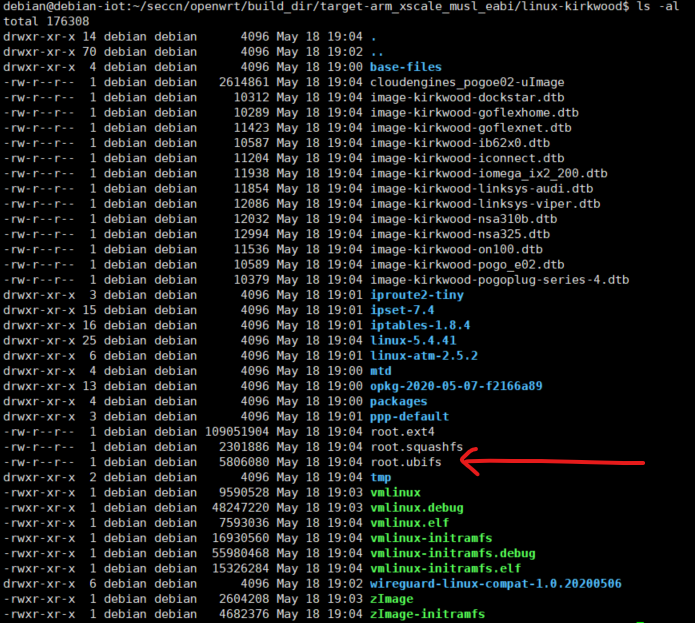 debian@debian-iot:~/seccn/openwrt/build_dir/target-arm_xscale_musl_eabi/linux-kirkwood$ ls -al
total 176308
drwxr-xr-x 14 debian debian 4096 May 18 19:04 .
drwxr-xr-x 70 debian debian 4096 May 18 19:02 ..
drwxr-xr-x 4 debian debian 4096 May 18 19:00 base-files
-rw-r--r-- 1 debian debian 2614861 May 18 19:04 cloudengines_pogoe02-uImage
-rw-r--r-- 1 debian debian 10312 May 18 19:04 image-kirkwood-dockstar.dtb
-rw-r--r-- 1 debian debian 10289 May 18 19:04 image-kirkwood-goflexhome.dtb
-rw-r--r-- 1 debian debian 11423 May 18 19:04 image-kirkwood-goflexnet.dtb
-rw-r--r-- 1 debian debian 10587 May 18 19:04 image-kirkwood-ib62x0.dtb
-rw-r--r-- 1 debian debian 11204 May 18 19:04 image-kirkwood-iconnect.dtb
-rw-r--r-- 1 debian debian 11938 May 18 19:04 image-kirkwood-iomega_ix2_200.dtb
-rw-r--r-- 1 debian debian 11854 May 18 19:04 image-kirkwood-linksys-audi.dtb
-rw-r--r-- 1 debian debian 12086 May 18 19:04 image-kirkwood-linksys-viper.dtb
-rw-r--r-- 1 debian debian 12032 May 18 19:04 image-kirkwood-nsa310b.dtb
-rw-r--r-- 1 debian debian 12994 May 18 19:04 image-kirkwood-nsa325.dtb
-rw-r--r-- 1 debian debian 11536 May 18 19:04 image-kirkwood-on100.dtb
-rw-r--r-- 1 debian debian 10589 May 18 19:04 image-kirkwood-pogo_e02.dtb
-rw-r--r-- 1 debian debian 10379 May 18 19:04 image-kirkwood-pogoplug-series-4.dtb
drwxr-xr-x 3 debian debian 4096 May 18 19:01 iproute2-tiny
drwxr-xr-x 15 debian debian 4096 May 18 19:01 ipset-7.4
drwxr-xr-x 16 debian debian 4096 May 18 19:01 iptables-1.8.4
drwxr-xr-x 25 debian debian 4096 May 18 19:04 linux-5.4.41
drwxr-xr-x 6 debian debian 4096 May 18 19:01 linux-atm-2.5.2
drwxr-xr-x 4 debian debian 4096 May 18 19:00 mtd
drwxr-xr-x 13 debian debian 4096 May 18 19:00 opkg-2020-05-07-f2166a89
drwxr-xr-x 4 debian debian 4096 May 18 19:00 packages
drwxr-xr-x 3 debian debian 4096 May 18 19:01 ppp-default
-rw-r--r-- 1 debian debian 109051904 May 18 19:04 root.ext4
-rw-r--r-- 1 debian debian 2301886 May 18 19:04 root.squashfs
-rw-r--r-- 1 debian debian 5806080 May 18 19:04 root.ubifs
drwxr-xr-x 2 debian debian 4096 May 18 19:04 tmp
-rwxr-xr-x 1 debian debian 9590528 May 18 19:03 vmlinux
-rwxr-xr-x 1 debian debian 48247220 May 18 19:03 vmlinux.debug
-rwxr-xr-x 1 debian debian 7593036 May 18 19:04 vmlinux.elf
-rwxr-xr-x 1 debian debian 16930560 May 18 19:04 vmlinux-initramfs
-rwxr-xr-x 1 debian debian 55980468 May 18 19:04 vmlinux-initramfs.debug
-rwxr-xr-x 1 debian debian 15326284 May 18 19:04 vmlinux-initramfs.elf
drwxr-xr-x 6 debian debian 4096 May 18 19:02 wireguard-linux-compat-1.0.20200506
-rwxr-xr-x 1 debian debian 2604208 May 18 19:03 zImage
-rwxr-xr-x 1 debian debian 4682376 May 18 19:04 zImage-initramfs